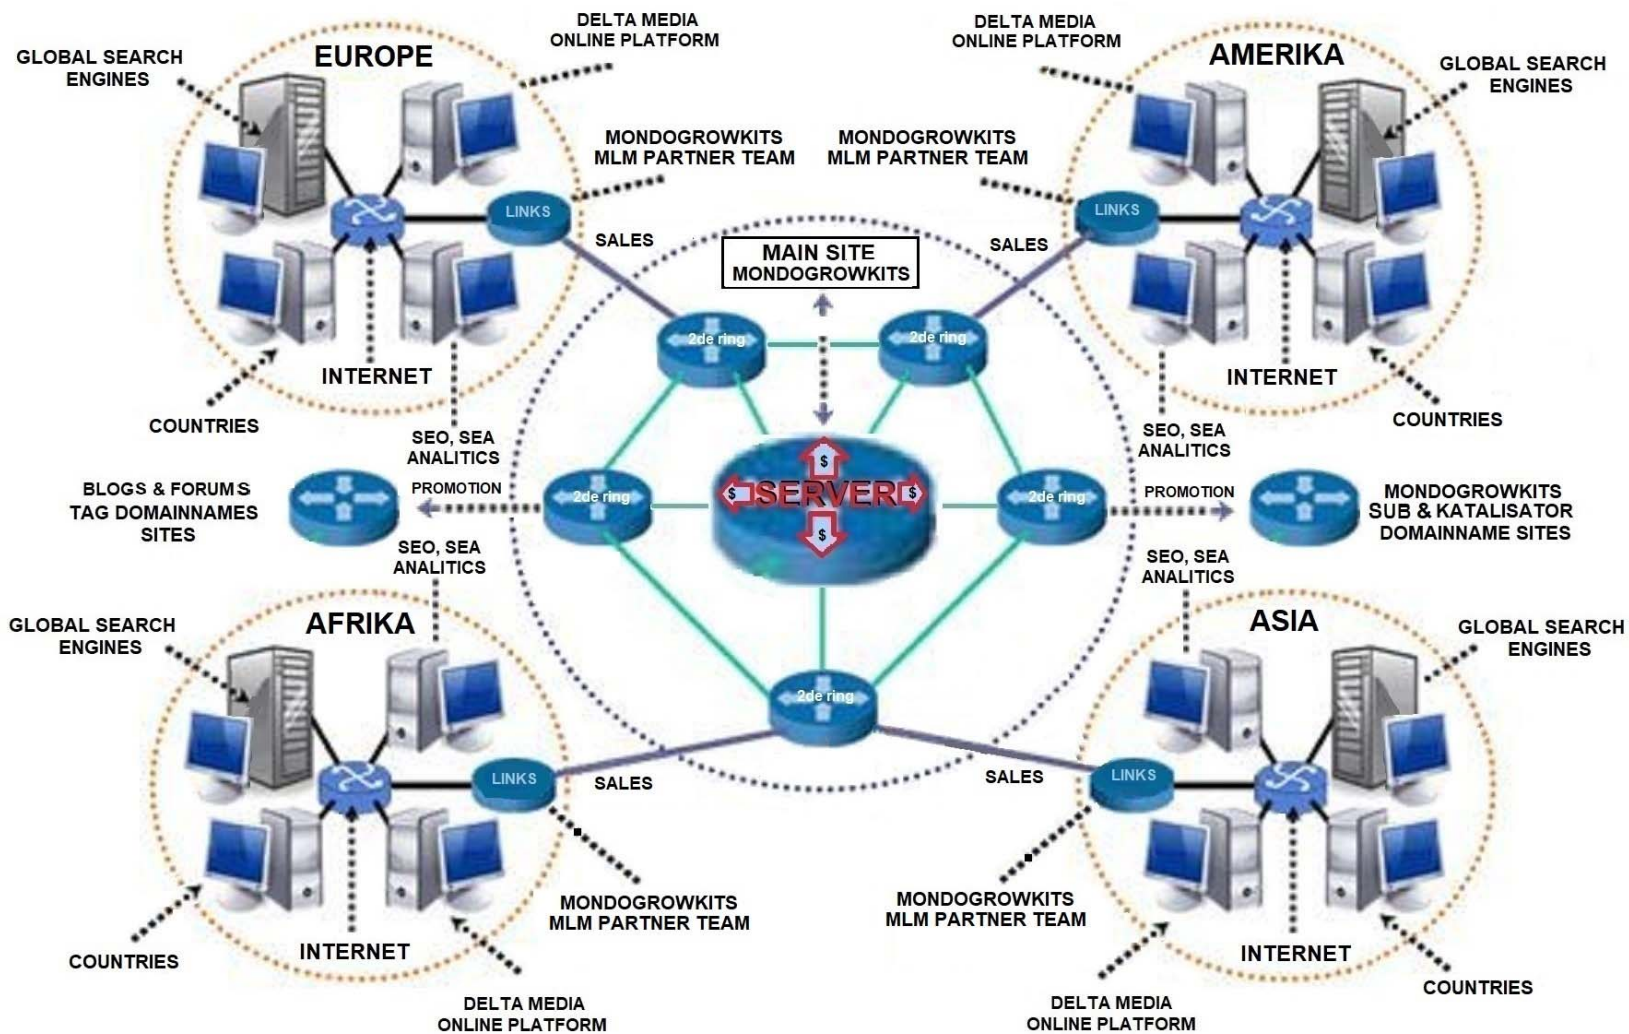 DELTA MEDIA
ONLINE PLATFORM
EUROPE
GLOBAL SEARCH
ENGINES
MONDOGROWKITS
MLM PARTNER TEAM
LINKS
SALES
INTERNET
COUNTRIES
SEO, SEA
ANALITICS
DELTA MEDIA
ONLINE PLATFORM
AMERIKA
GLOBAL SEARCH
ENGINES
MONDOGROWKITS
MLM PARTNER TEAM
LINKS
SALES
INTERNET
COUNTRIES
SEO, SEA
ANALITICS
MAIN SITE
MONDOGROWKITS
2de ring
2de ring
BLOGS & FORUMS
TAG DOMAINNAMES
SITES
PROMOTION
2de ring
$
$ SERVER $
$
2de ring
PROMOTION
MONDOGROWKITS
SUB & KATALISATOR
DOMAINNAME SITES
2de ring
SEO, SEA
ANALITICS
AFRIKA
GLOBAL SEARCH
ENGINES
LINKS
SALES
MONDOGROWKITS
MLM PARTNER TEAM
INTERNET
COUNTRIES
DELTA MEDIA
ONLINE PLATFORM
SEO, SEA
ANALITICS
ASIA
GLOBAL SEARCH
ENGINES
SALES
LINKS
MONDOGROWKITS
MLM PARTNER TEAM
INTERNET
COUNTRIES
DELTA MEDIA
ONLINE PLATFORM